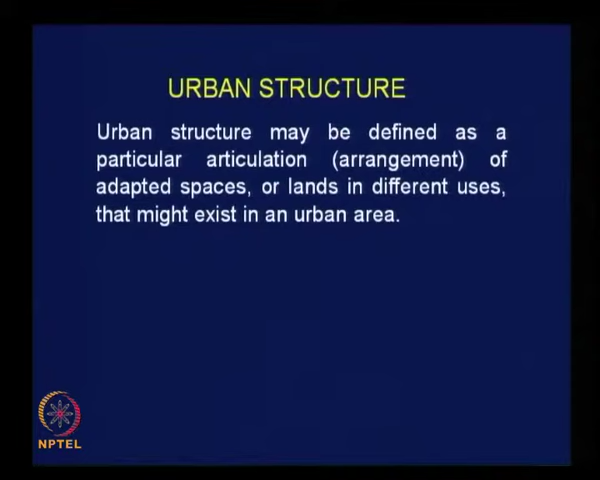 URBAN STRUCTURE
Urban structure may be defined as a
particular articulation (arrangement) of
adapted spaces, or lands in different uses,
that might exist in an urban area.
NPTEL